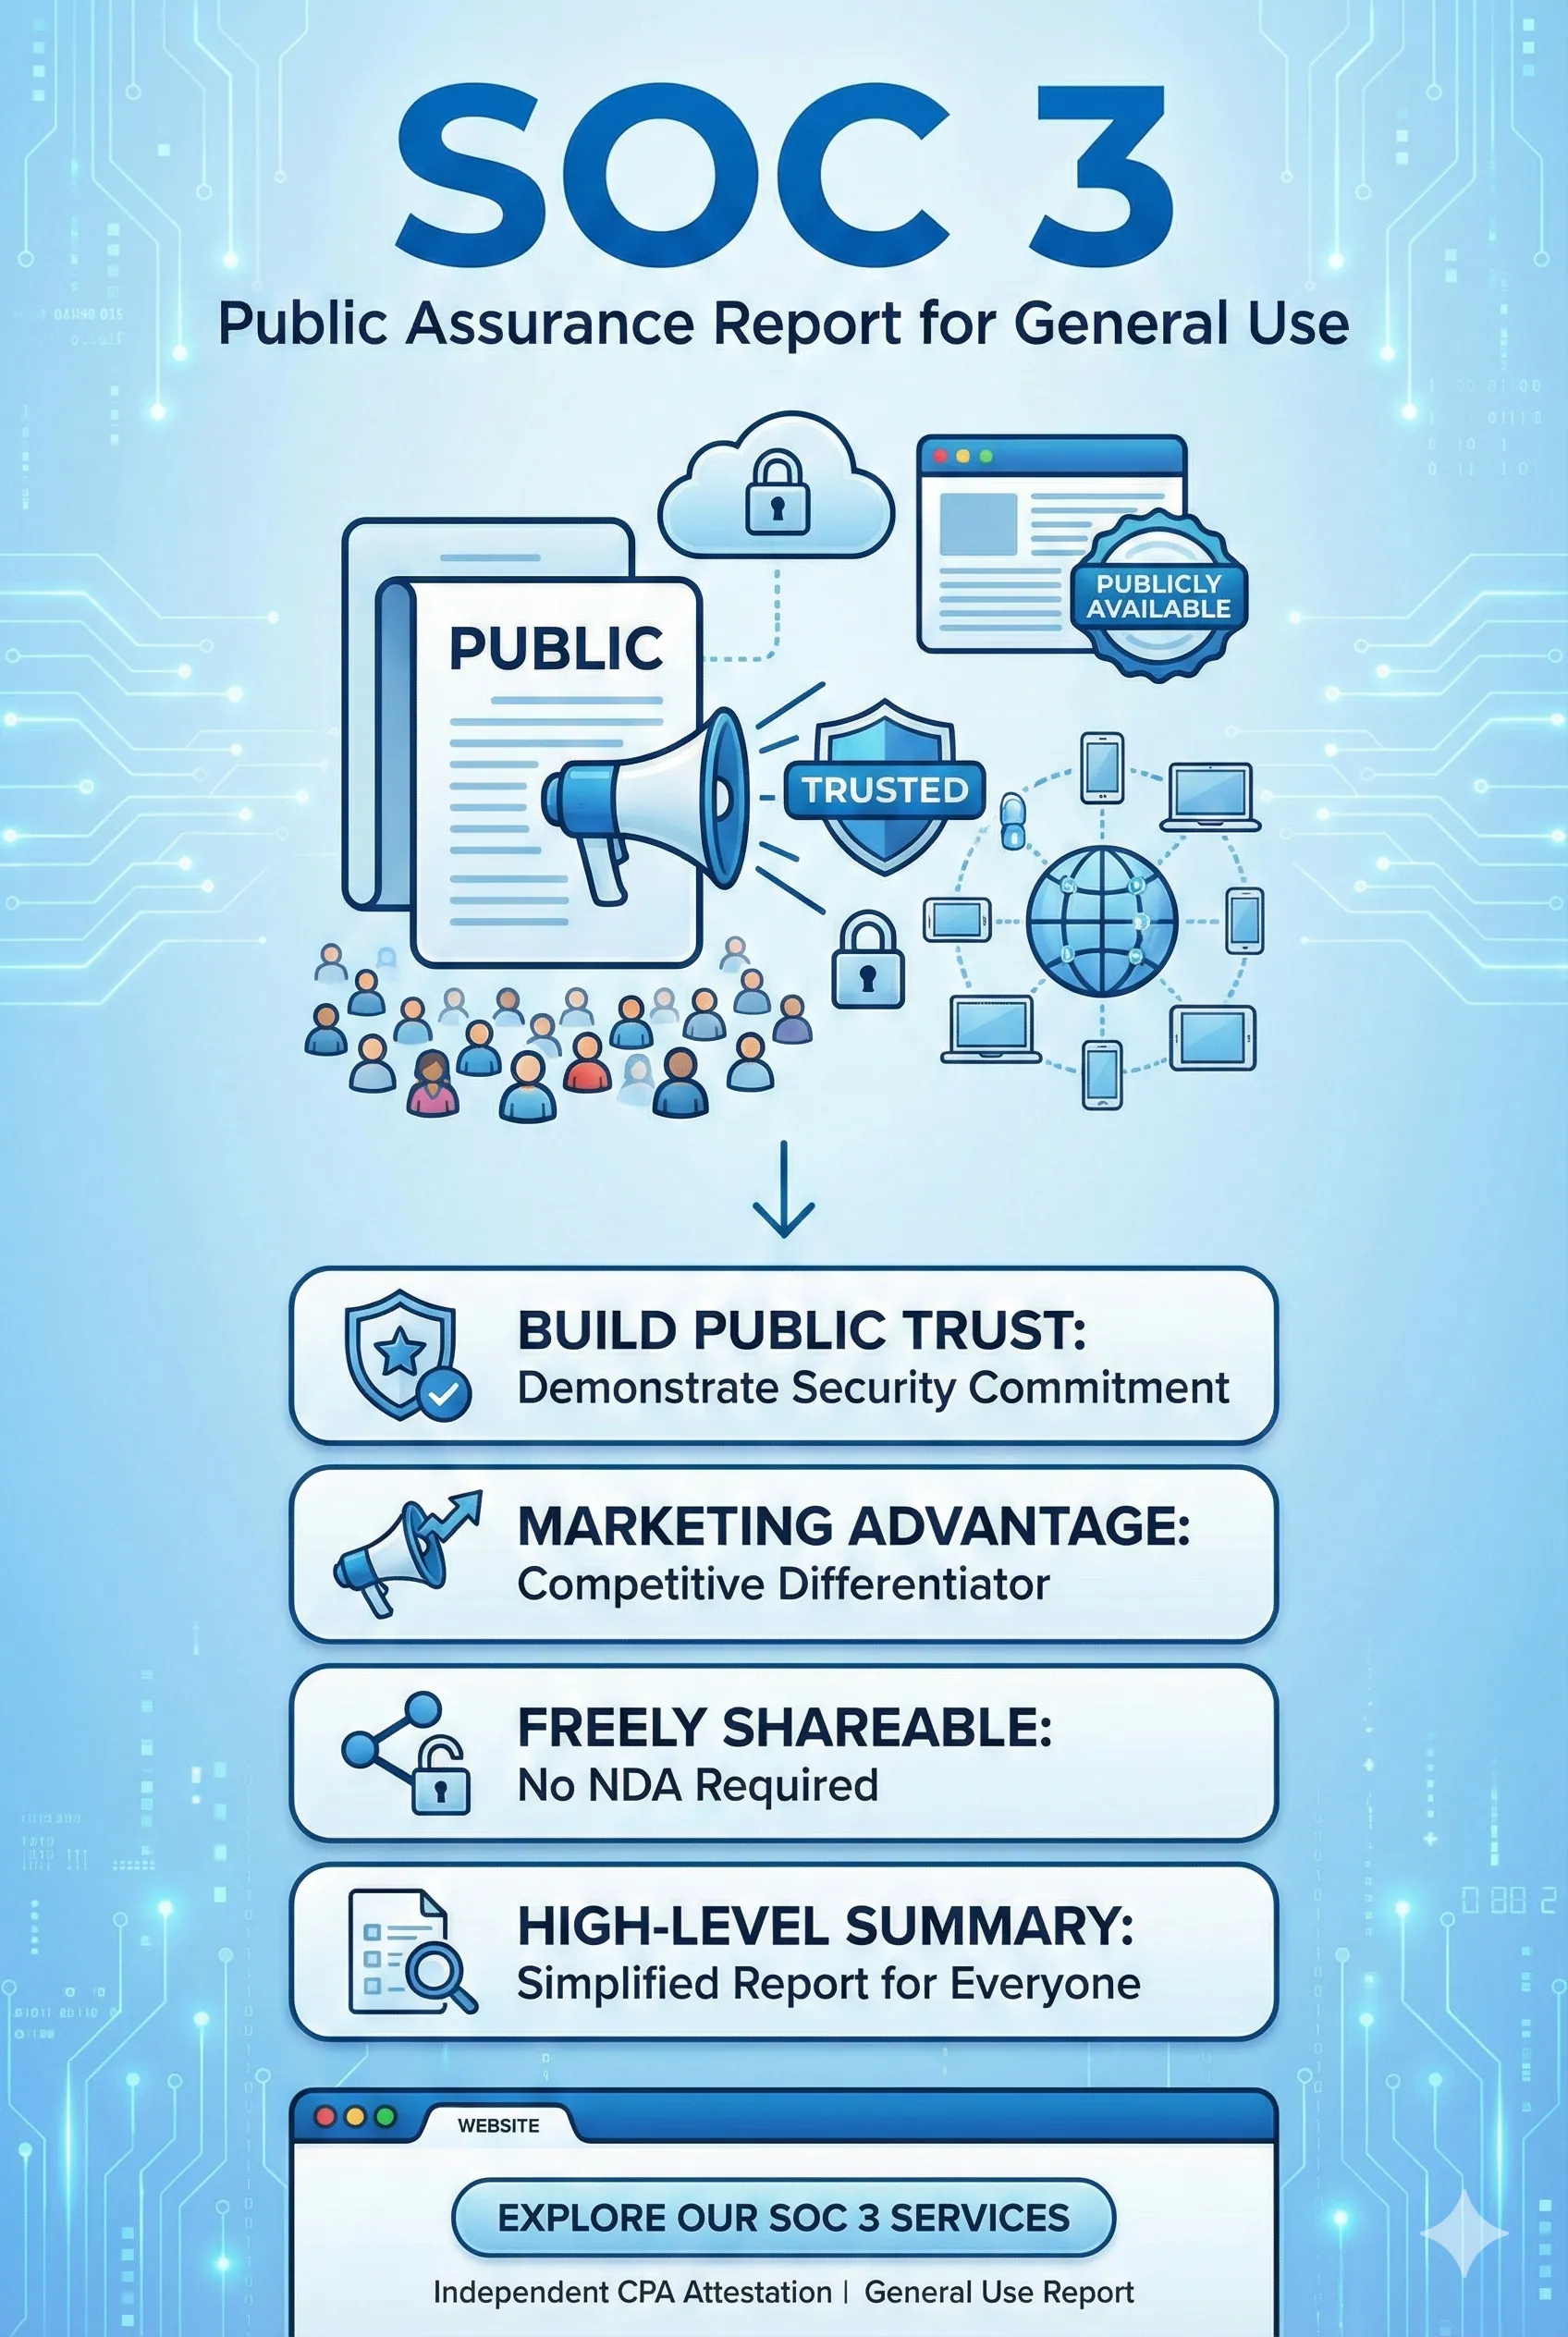 SOC 3
Public Assurance Report for General Use
PUBLIC
PUBLICLY
AVAILABLE
TRUSTED
BUILD PUBLIC TRUST:
Demonstrate Security Commitment
MARKETING ADVANTAGE:
Competitive Differentiator
FREELY SHAREABLE:
No NDA Required
HIGH-LEVEL SUMMARY:
Simplified Report for Everyone
WEBSITE
EXPLORE OUR SOC 3 SERVICES
Independent CPA Attestation | General Use Report